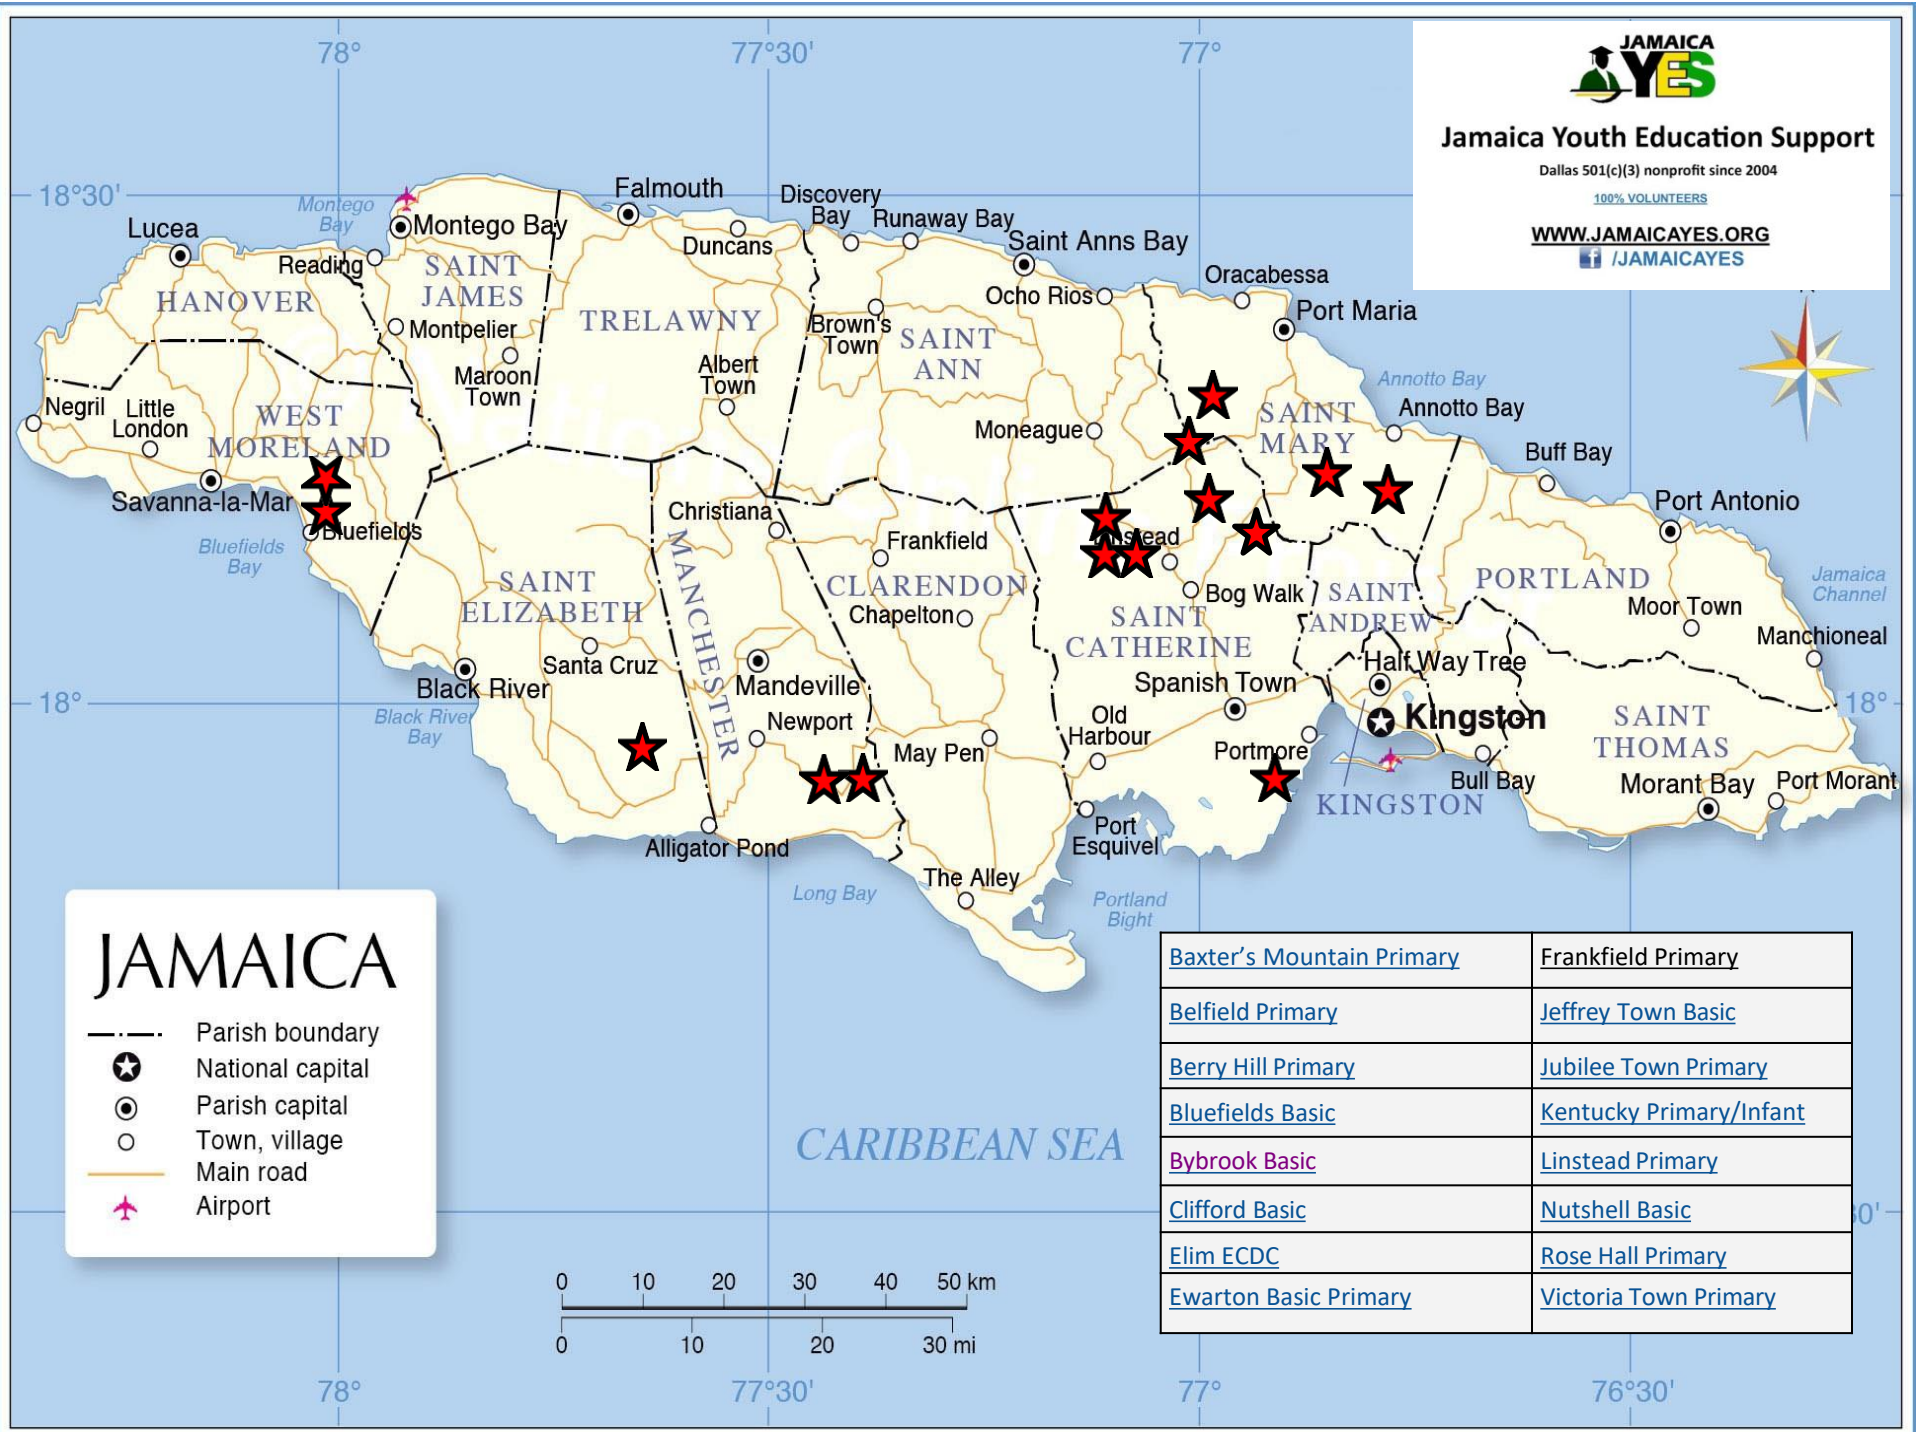 78°
77°30'
77°
JAMAICA
YES
Jamaica Youth Education Support
Dallas 501(c)(3) nonprofit since 2004
100% VOLUNTEERS
WWW.JAMAICAYES.ORG
f /JAMAICAYES
18°30'
Montego
Bay
Lucea
Montego Bay
Reading
Falmouth
Duncans
Discovery
Bay
Runaway Bay
Saint Anns Bay
Ocho Rios
Oracabessa
Port Maria
HANOVER
SAINT
JAMES
Montpelier
Maroon
Town
TRELAWNY
Albert
Town
Brown's
Town
SAINT
ANN
Moneague
SAINT
MARY
Annotto Bay
Annotto Bay
Buff Bay
Port Antonio
Negril
Little
London
WEST
MORELAND
Savanna-la-Mar
Bluefields
Bluefields
Bay
Christiana
Frankfield
CLARENDON
Chapelton
Bog Walk
SAINT
CATHERINE
SAINT
ANDREW
PORTLAND
Moor Town
Jamaica
Channel
Manchioneal
SAINT
ELIZABETH
Santa Cruz
MANCHESTER
Mandeville
Newport
Black River
Black River
Bay
18°
18°
May Pen
Old
Harbour
Spanish Town
Portmore
Half Way Tree
Kingston
KINGSTON
Bull Bay
SAINT
THOMAS
Morant Bay
Port Morant
Alligator Pond
Long Bay
The Alley
Port
Esquivel
Portland
Bight
JAMAICA
Parish boundary
National capital
Parish capital
Town, village
Main road
Airport
CARIBBEAN SEA
Baxter’s Mountain Primary
Frankfield Primary
Belfield Primary
Jeffrey Town Basic
Berry Hill Primary
Jubilee Town Primary
Bluefields Basic
Kentucky Primary/Infant
Bybrook Basic
Linstead Primary
Clifford Basic
Nutshell Basic
Elim ECDC
Rose Hall Primary
Ewarton Basic Primary
Victoria Town Primary
0 10 20 30 40 50 km
0 10 20 30 mi
78°
77°30'
77°
76°30'